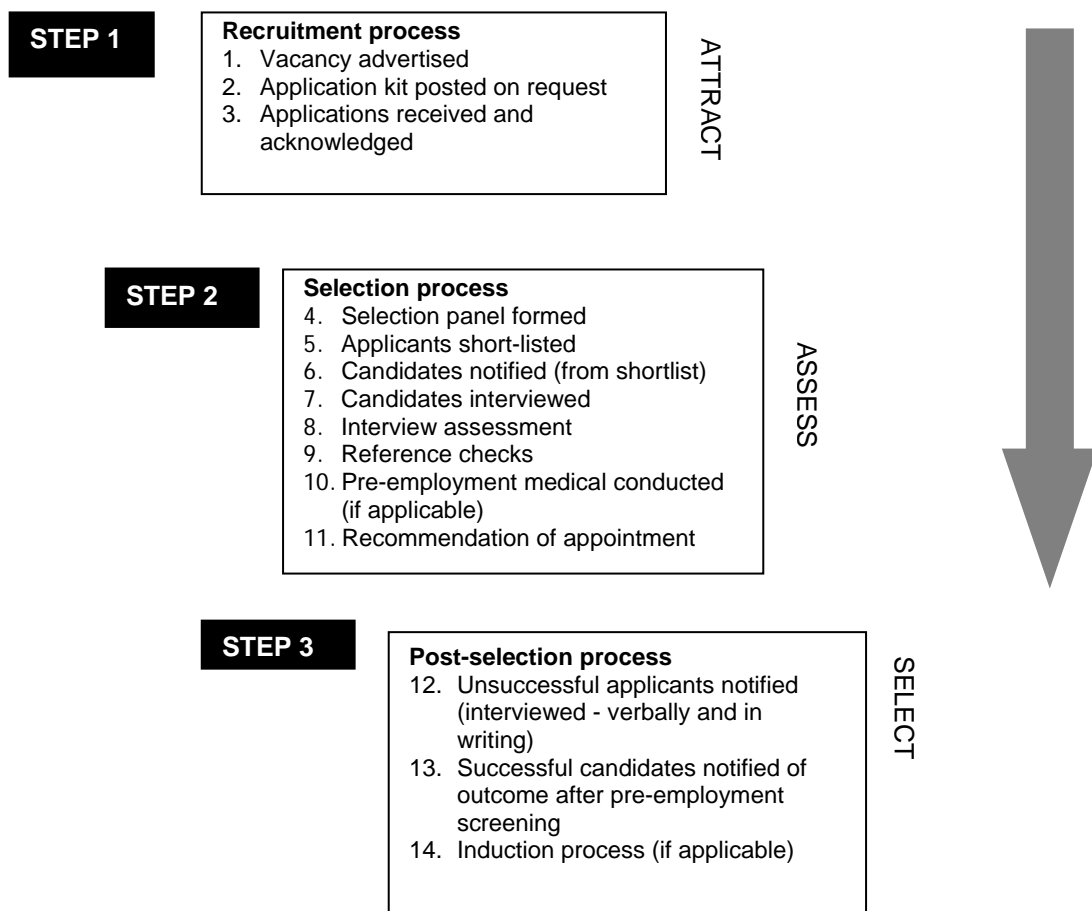 STEP 1
Recruitment process
1. Vacancy advertised
2. Application kit posted on request
3. Applications received and
acknowledged
ATTRACT
STEP 2
Selection process
4. Selection panel formed
5. Applicants short-listed
6. Candidates notified (from shortlist)
7. Candidates interviewed
8. Interview assessment
9. Reference checks
10. Pre-employment medical conducted
(if applicable)
11. Recommendation of appointment
ASSESS
STEP 3
Post-selection process
12. Unsuccessful applicants notified
(interviewed - verbally and in
writing)
13. Successful candidates notified of
outcome after pre-employment
screening
14. Induction process (if applicable)
SELECT